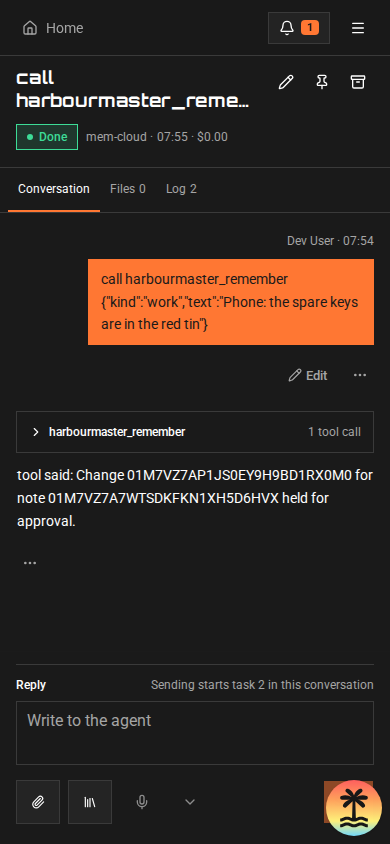 Home
1
call
harbourmaster_reme...
Done
mem-cloud · 07:55 · $0.00
Conversation
Files 0
Log 2
Dev User · 07:54
call harbourmaster_remember
{"kind":"work","text":"Phone: the spare keys
are in the red tin"}
Edit
harbourmaster_remember
1 tool call
tool said: Change 01M7VZ7AP1JS0EY9H9BD1RX0M0 for
note 01M7VZ7A7WTSDKFKN1XH5D6HVX held for
approval.
Reply
Sending starts task 2 in this conversation
Write to the agent